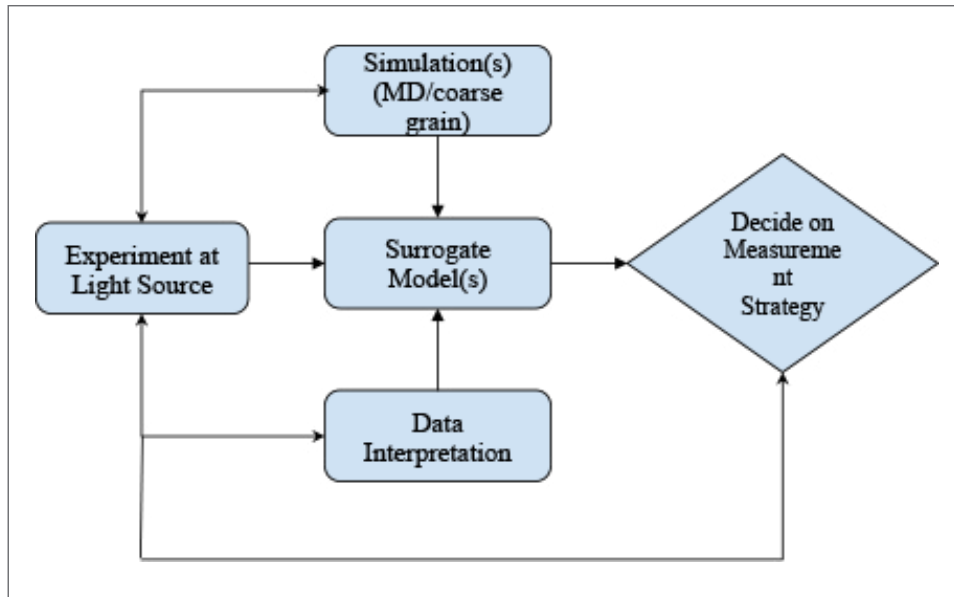 Simulation(s)
(MD/coarse
grain)
Experiment at
Light Source
Surrogate
Model(s)
Decide on
Measureme
nt
Strategy
Data
Interpretation